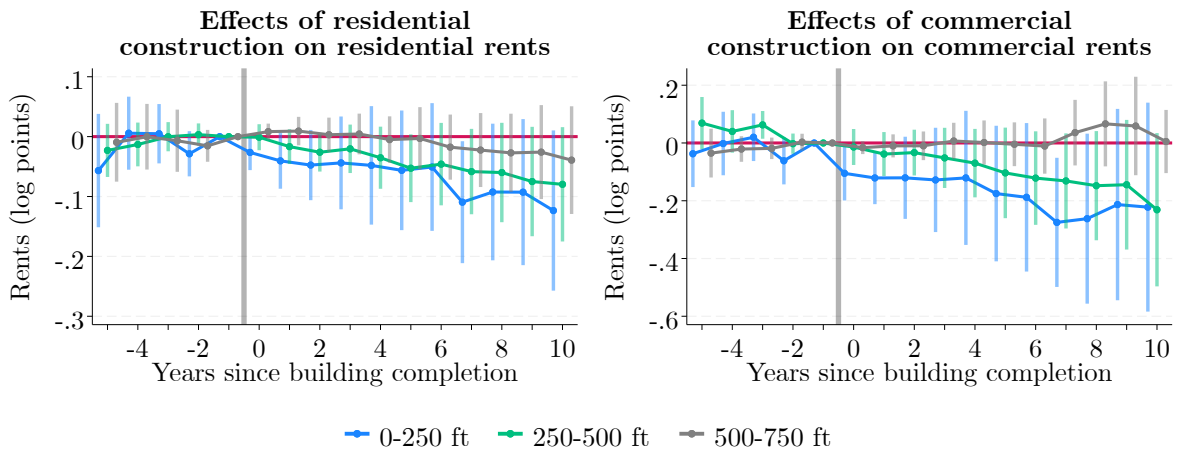 Effects of residential
construction on residential rents
Rents (log points)
.1
0
-.1
-.2
-.3
-4 -2 0 2 4 6 8 10
Years since building completion
Effects of commercial
construction on commercial rents
Rents (log points)
.2
0
-.2
-.4
-.6
-4 -2 0 2 4 6 8 10
Years since building completion
0-250 ft 250-500 ft 500-750 ft